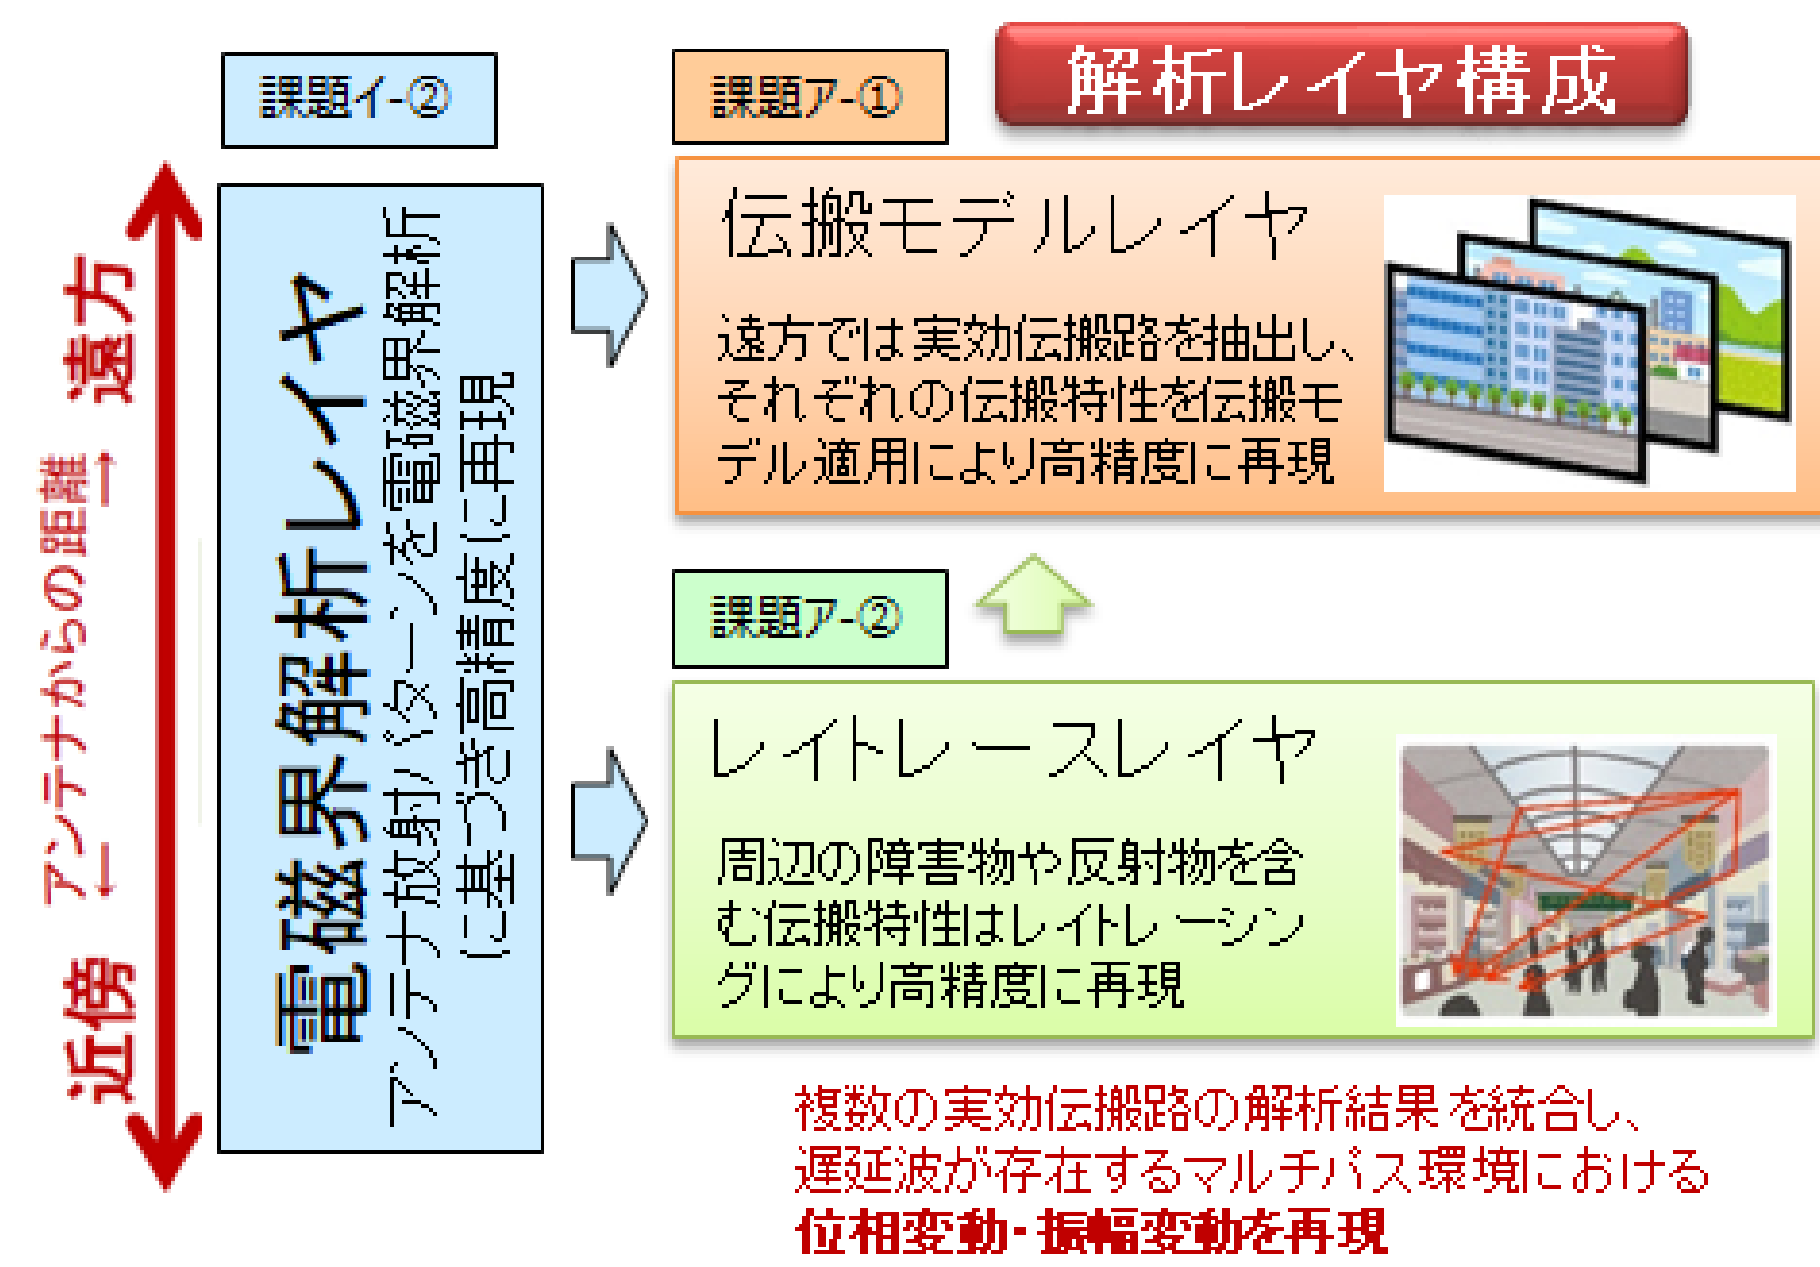 解析レイヤ構成
課題イ-②
課題ア-①
遠方
アンテナからの距離→
←
近傍
電磁界解析レイヤ
アンテナ放射パターンを電磁界解析
に基づき高精度に再現
伝搬モデルレイヤ
遠方では実効伝搬路を抽出し、
それぞれの伝搬特性を伝搬モ
デル適用により高精度に再現
課題ア-②
レイトレースレイヤ
周辺の障害物や反射物を含
む伝搬特性はレイトレーシン
グにより高精度に再現
複数の実効伝搬路の解析結果を統合し、
遅延波が存在するマルチパス環境における
位相変動・振幅変動を再現